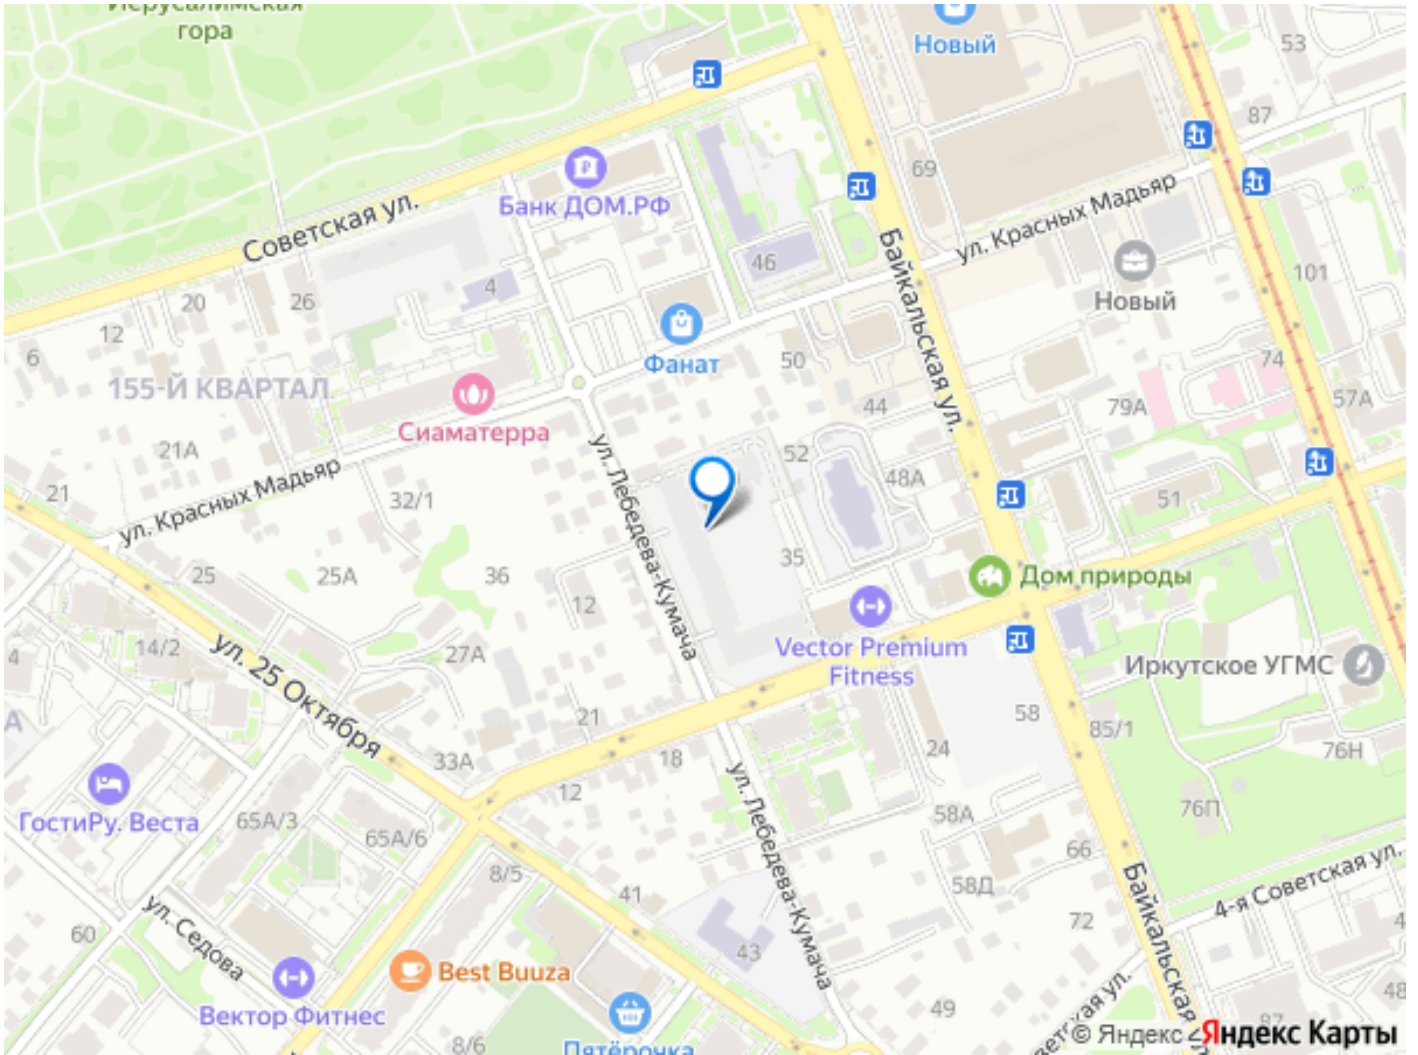 Иерусалимская
гора
Новый
53
87
69
Банк ДОМ.РФ
Советская ул.
ул. Красных Мадьяр
46
4
20
26
12
6
Новый
101
Байкальская ул.
Фанат
50
74
155-Й КВАРТАЛ
Сиаматерра
44
79А
57А
21А
52
48А
51
21
32/1
ул. Красных Мадьяр
ул. Лебедева-Кумача
35
25
25А
36
12
Дом природы
Vector Premium
Fitness
14/2
4
27А
ул. 25 Октября
Иркутское УГМС
А
21
58
85/1
24
76Н
33А
18
12
ГостиРу. Веста
65А/3
65А/6
58А
76П
66
ул. Лебедева-Кумача
8/5
41
58Д
4-я Советская ул.
Байкальская ул.
72
60
ул. Седова
43
4
48
Best Buuza
Вектор Фитнес
49
87
8/6
Пятёрочка
© Яндекс
Яндекс Карты